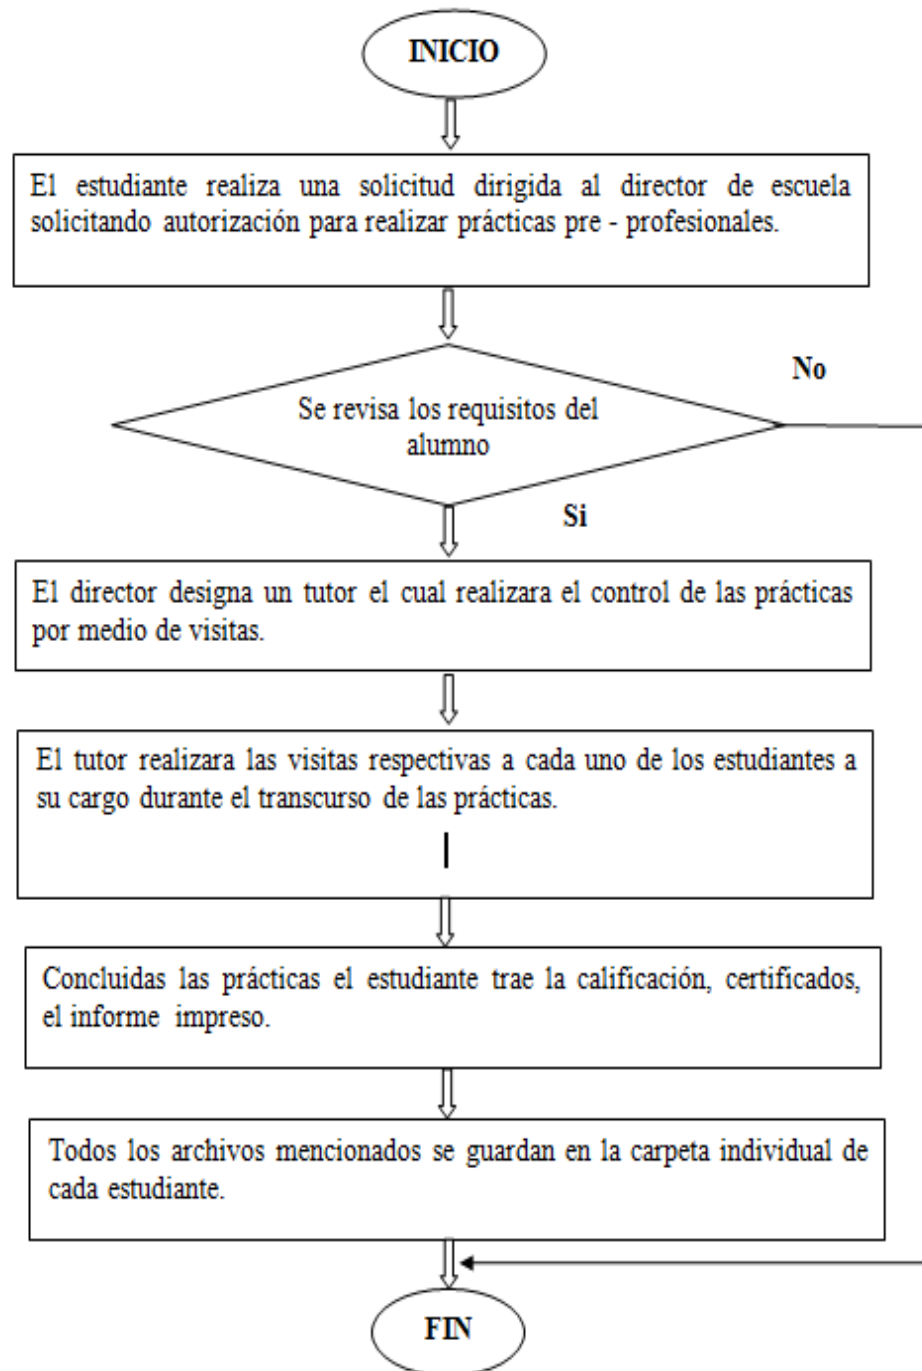 INICIO
El estudiante realiza una solicitud dirigida al director de escuela
solicitando autorización para realizar prácticas pre - profesionales.
No
Se revisa los requisitos del
alumno
Si
El director designa un tutor el cual realizara el control de las prácticas
por medio de visitas.
El tutor realizara las visitas respectivas a cada uno de los estudiantes a
su cargo durante el transcurso de las prácticas.
Concluidas las prácticas el estudiante trae la calificación, certificados,
el informe impreso.
Todos los archivos mencionados se guardan en la carpeta individual de
cada estudiante.
FIN